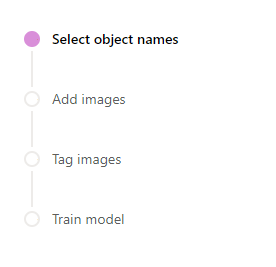 Select object names
Add images
Tag images
Train model